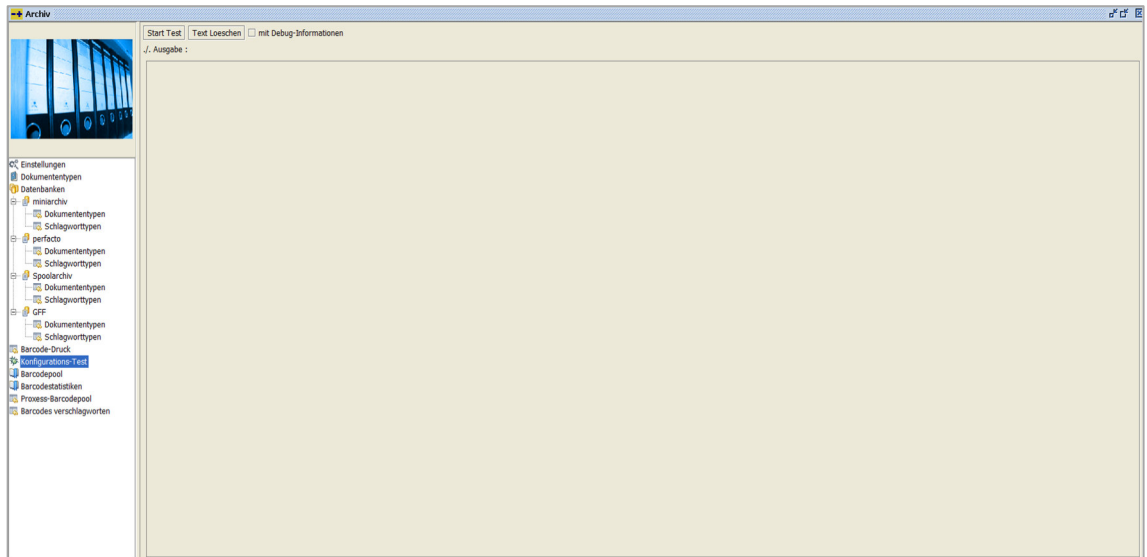 Archiv
Start Test Text Loeschen mit Debug-Informationen
./. Ausgabe :
Einstellungen
Dokumententypen
Datenbanken
miniarchiv
Dokumententypen
Schlagworttypen
perfacto
Dokumententypen
Schlagworttypen
Spoolarchiv
Dokumententypen
Schlagworttypen
GFF
Dokumententypen
Schlagworttypen
Barcode-Druck
Konfigurations-Test
Barcodepool
Barcodestatistiken
Proxess-Barcodepool
Barcodes verschlagworten